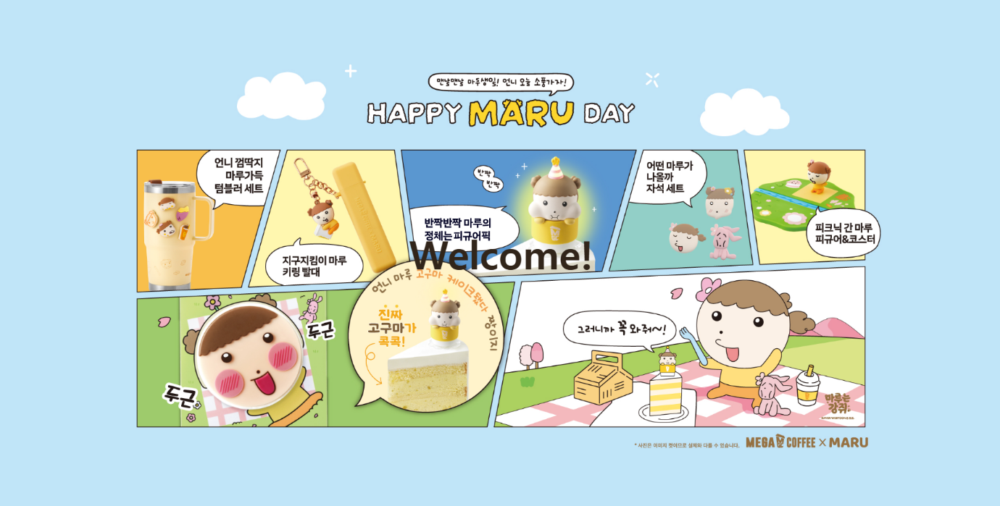 맨날맨날 마루생일! 언니 오늘 소풍가자!
HAPPY MARU DAY
언니 껌딱지
마루가득
텀블러 세트
지구지킴이 마루
키링 빨대
반짝
반짝
반짝반짝 마루의
정체는 피규어픽
어떤 마루가
나올까
자석 세트
피크닉 간 마루
피규어&코스터
Welcome!
두근
두근
언니 마루 고구마 케이크됐다 짱이지
진짜
고구마가
콕콕!
그러니까 꼭 와줘~!
마루는
강쥐
* 사진은 이미지 컷이므로 실제와 다를 수 있습니다.
MEGA COFFEE X MARU